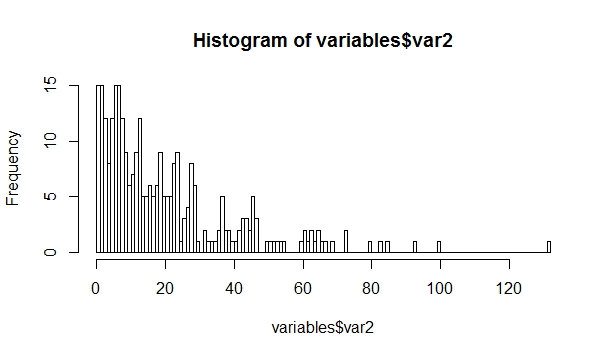 Histogram of variables$var2
Frequency
15
10
5
0
0 20 40 60 80 100 120
variables$var2